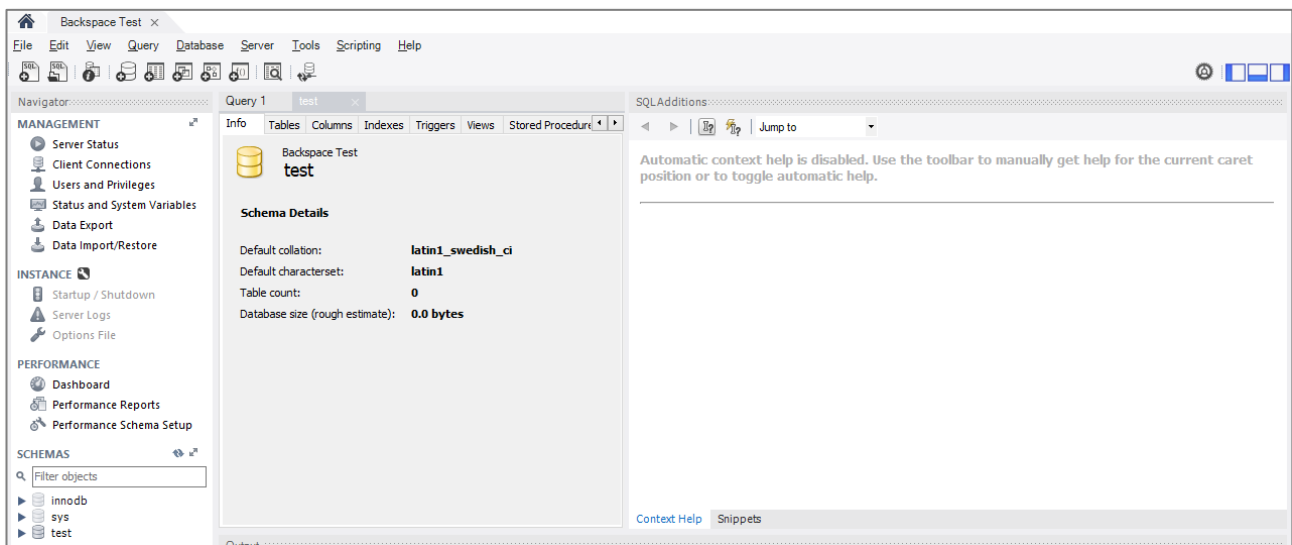 Backspace Test ×
File Edit View Query Database Server Tools Scripting Help
Navigator
MANAGEMENT
Server Status
Client Connections
Users and Privileges
Status and System Variables
Data Export
Data Import/Restore
INSTANCE
Startup / Shutdown
Server Logs
Options File
PERFORMANCE
Dashboard
Performance Reports
Performance Schema Setup
SCHEMAS
Filter objects
innodb
sys
test
Query 1 test ×
Info Tables Columns Indexes Triggers Views Stored Procedure
Backspace Test
test
Schema Details
Default collation: latin1_swedish_ci
Default characterset: latin1
Table count: 0
Database size (rough estimate): 0.0 bytes
SQLAdditions
Jump to
Automatic context help is disabled. Use the toolbar to manually get help for the current caret
position or to toggle automatic help.
Context Help Snippets